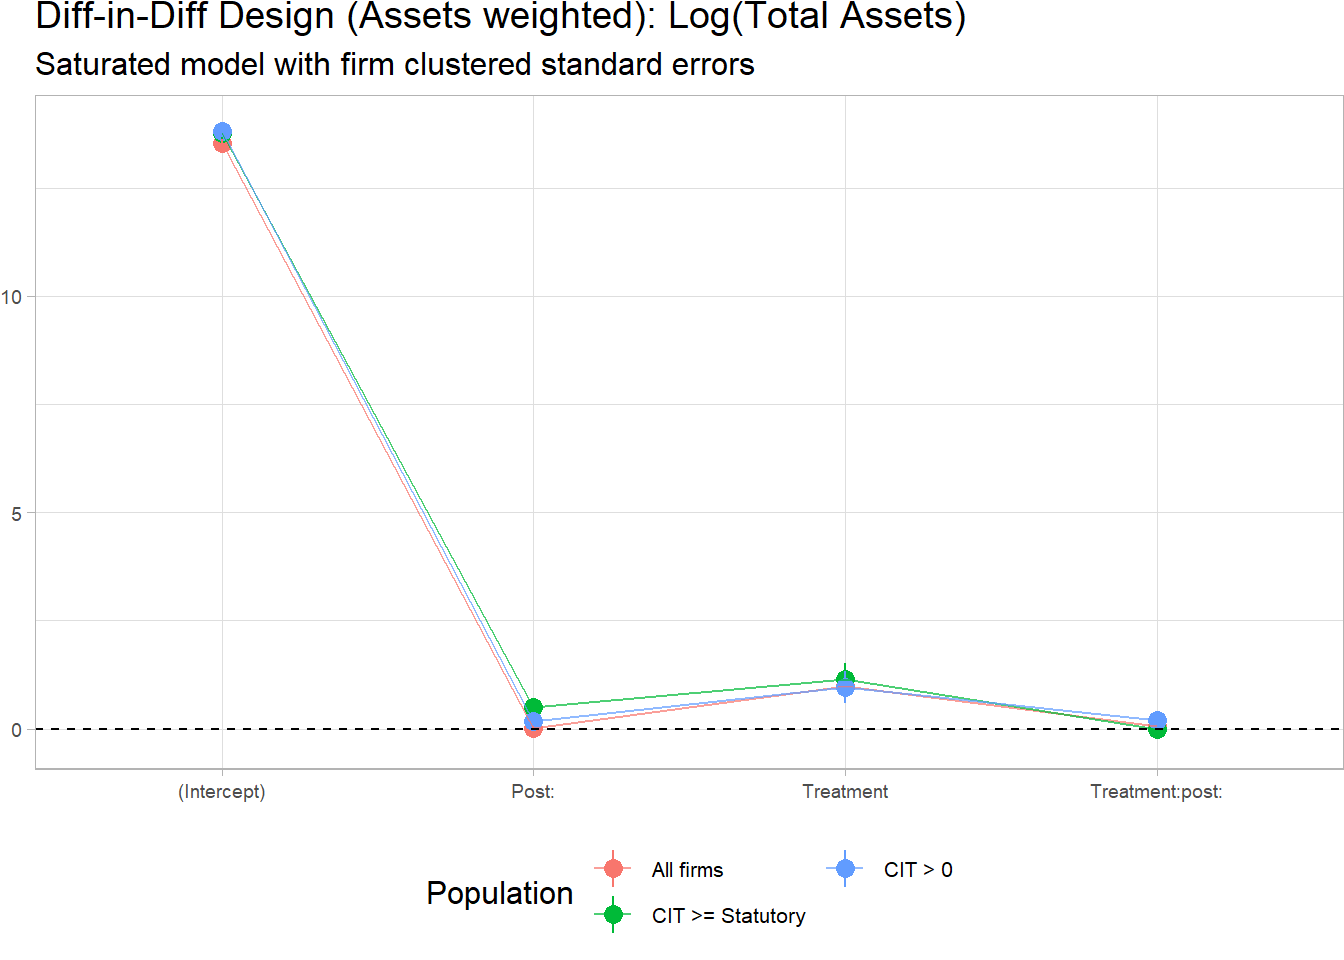 Diff-in-Diff Design (Assets weighted): Log(Total Assets)
Saturated model with firm clustered standard errors
10
5
0
(Intercept)
Post:
Treatment
Treatment:post:
Population
All firms
CIT > 0
CIT >= Statutory